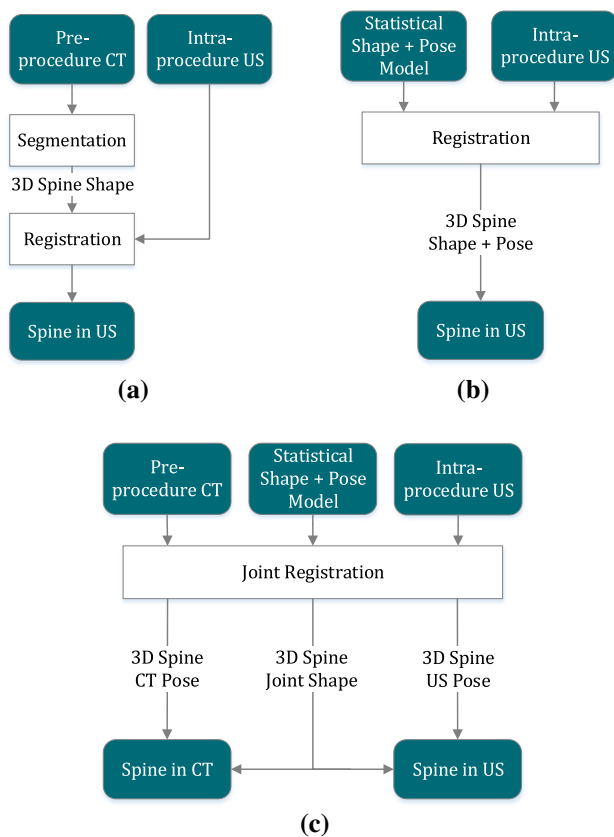 Pre-
procedure CT
Intra-
procedure US
Segmentation
3D Spine Shape
Registration
Spine in US
(a)
Statistical
Shape + Pose
Model
Intra-
procedure US
Registration
3D Spine
Shape + Pose
Spine in US
(b)
Pre-
procedure CT
Statistical
Shape + Pose
Model
Intra-
procedure US
Joint Registration
3D Spine
CT Pose
3D Spine
Joint Shape
3D Spine
US Pose
Spine in CT
Spine in US
(c)